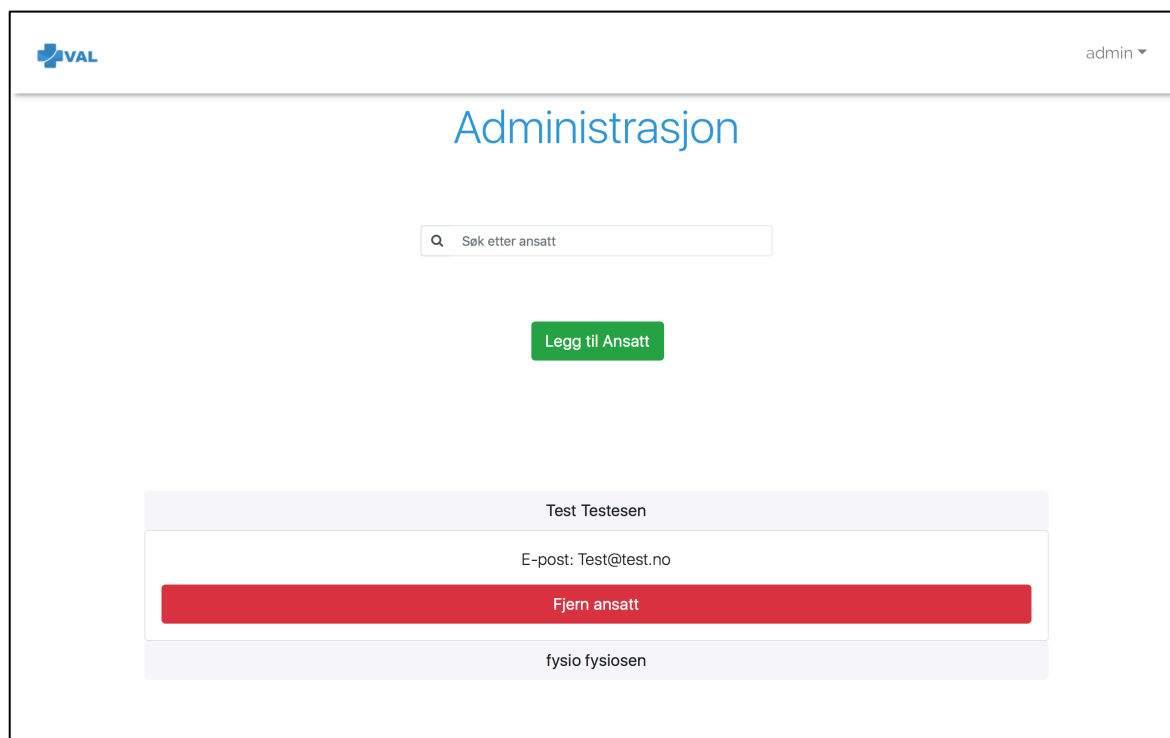 VAL
admin
Administrasjon
Søk etter ansatt
Legg til Ansatt
Test Testesen
E-post: Test@test.no
Fjern ansatt
fysio fysiosen